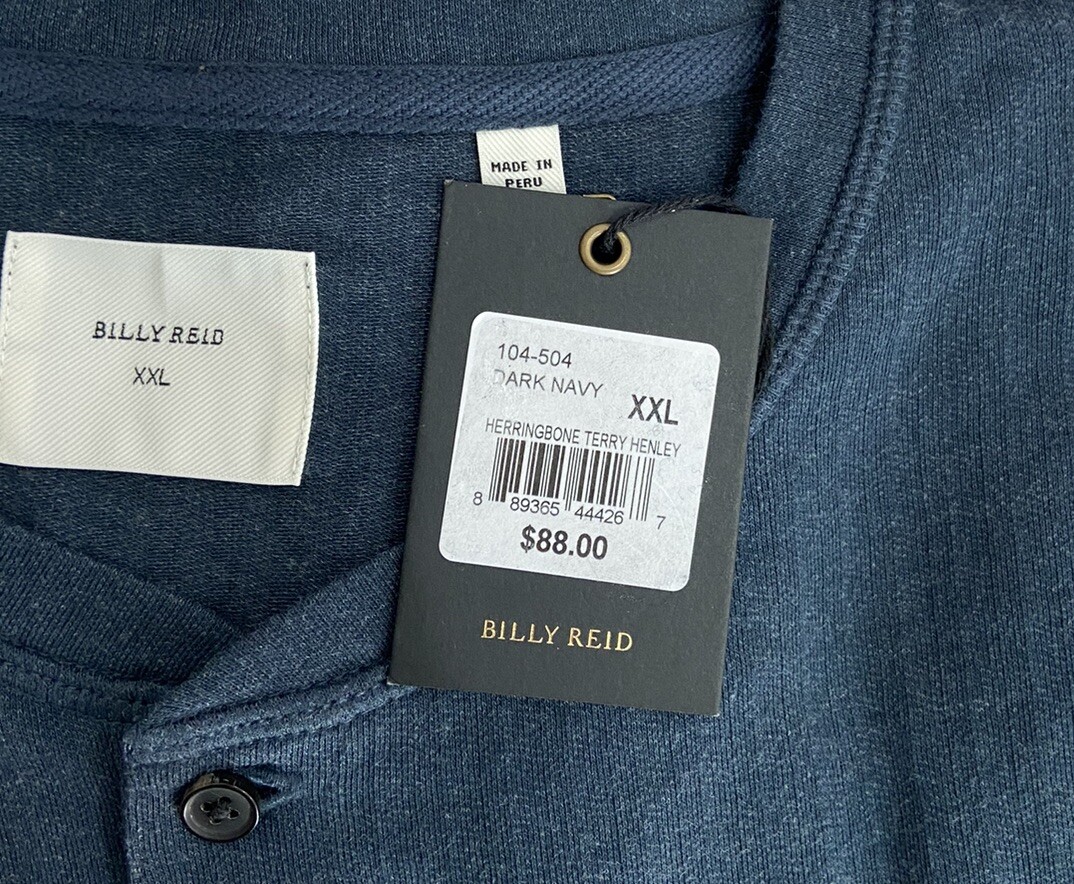 MADE IN
PERU
BILLY REID
XXL
104-504
DARK NAVY
XXL
HERRINGBONE TERRY HENLEY
8 89365 44426 7
$88.00
BILLY REID